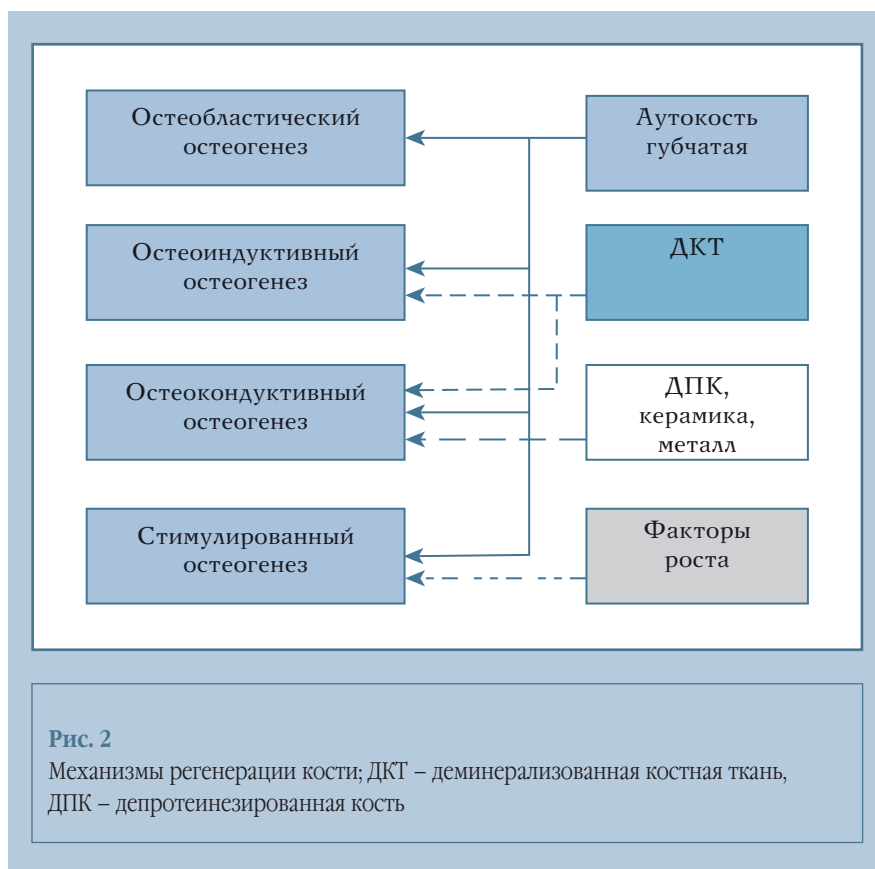 Остеобластический
остеогенез
Аутокость
губчатая
Остеоиндуктивный
остеогенез
ДКТ
Остеокондуктивный
остеогенез
ДПК,
керамика,
металл
Стимулированный
остеогенез
Факторы
роста
Рис. 2
Механизмы регенерации кости; ДКТ – деминерализованная костная ткань,
ДПК – депротеинезированная кость